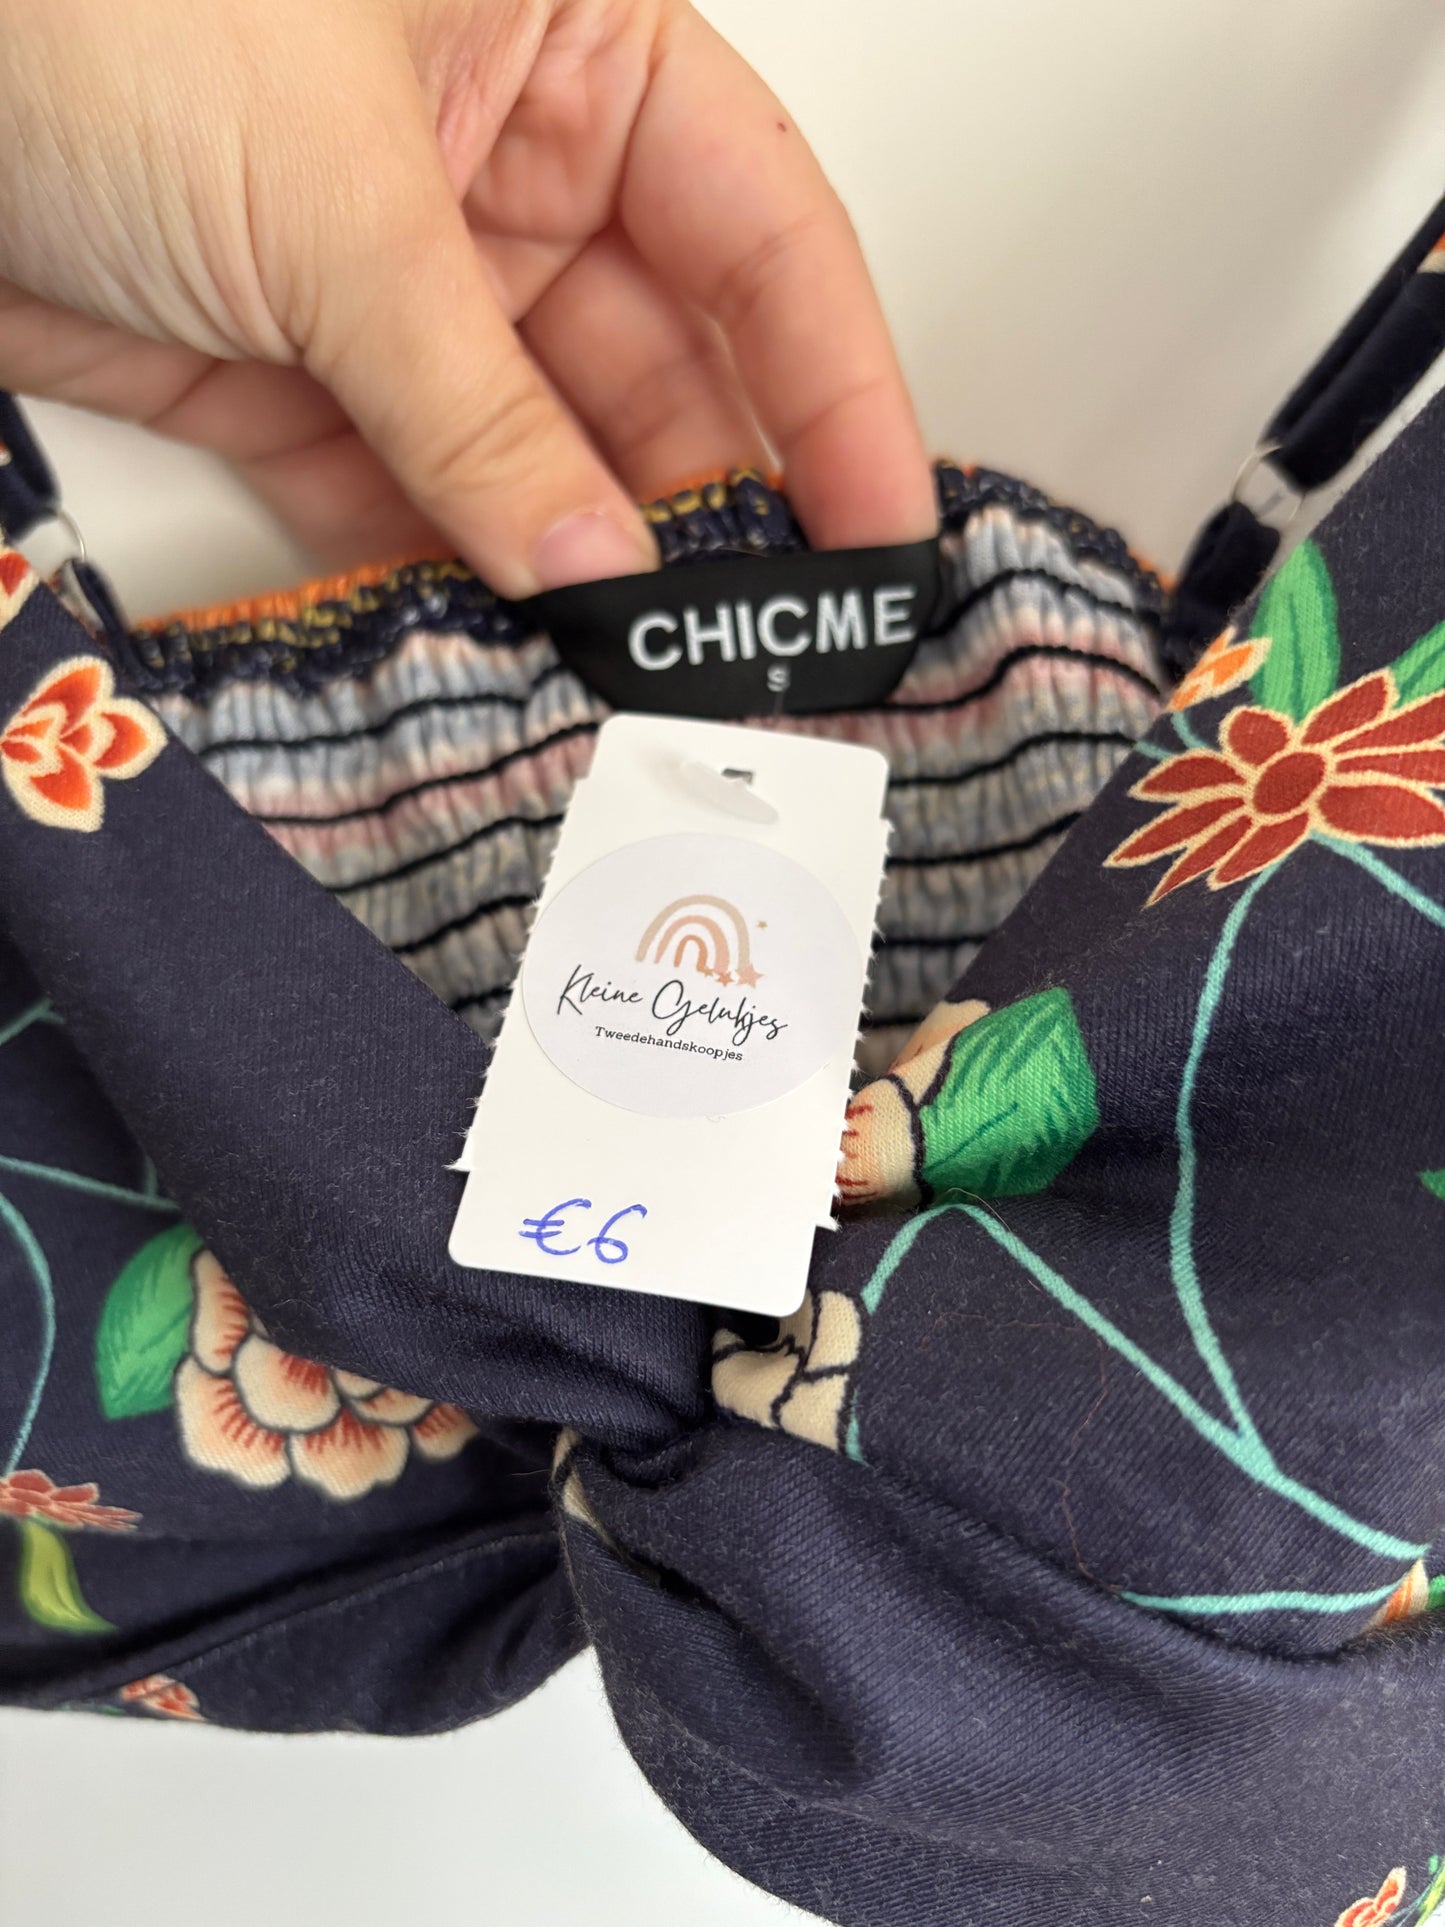 CHICME
S
Kleine Gelukjes
Tweedehandskoopjes
€6